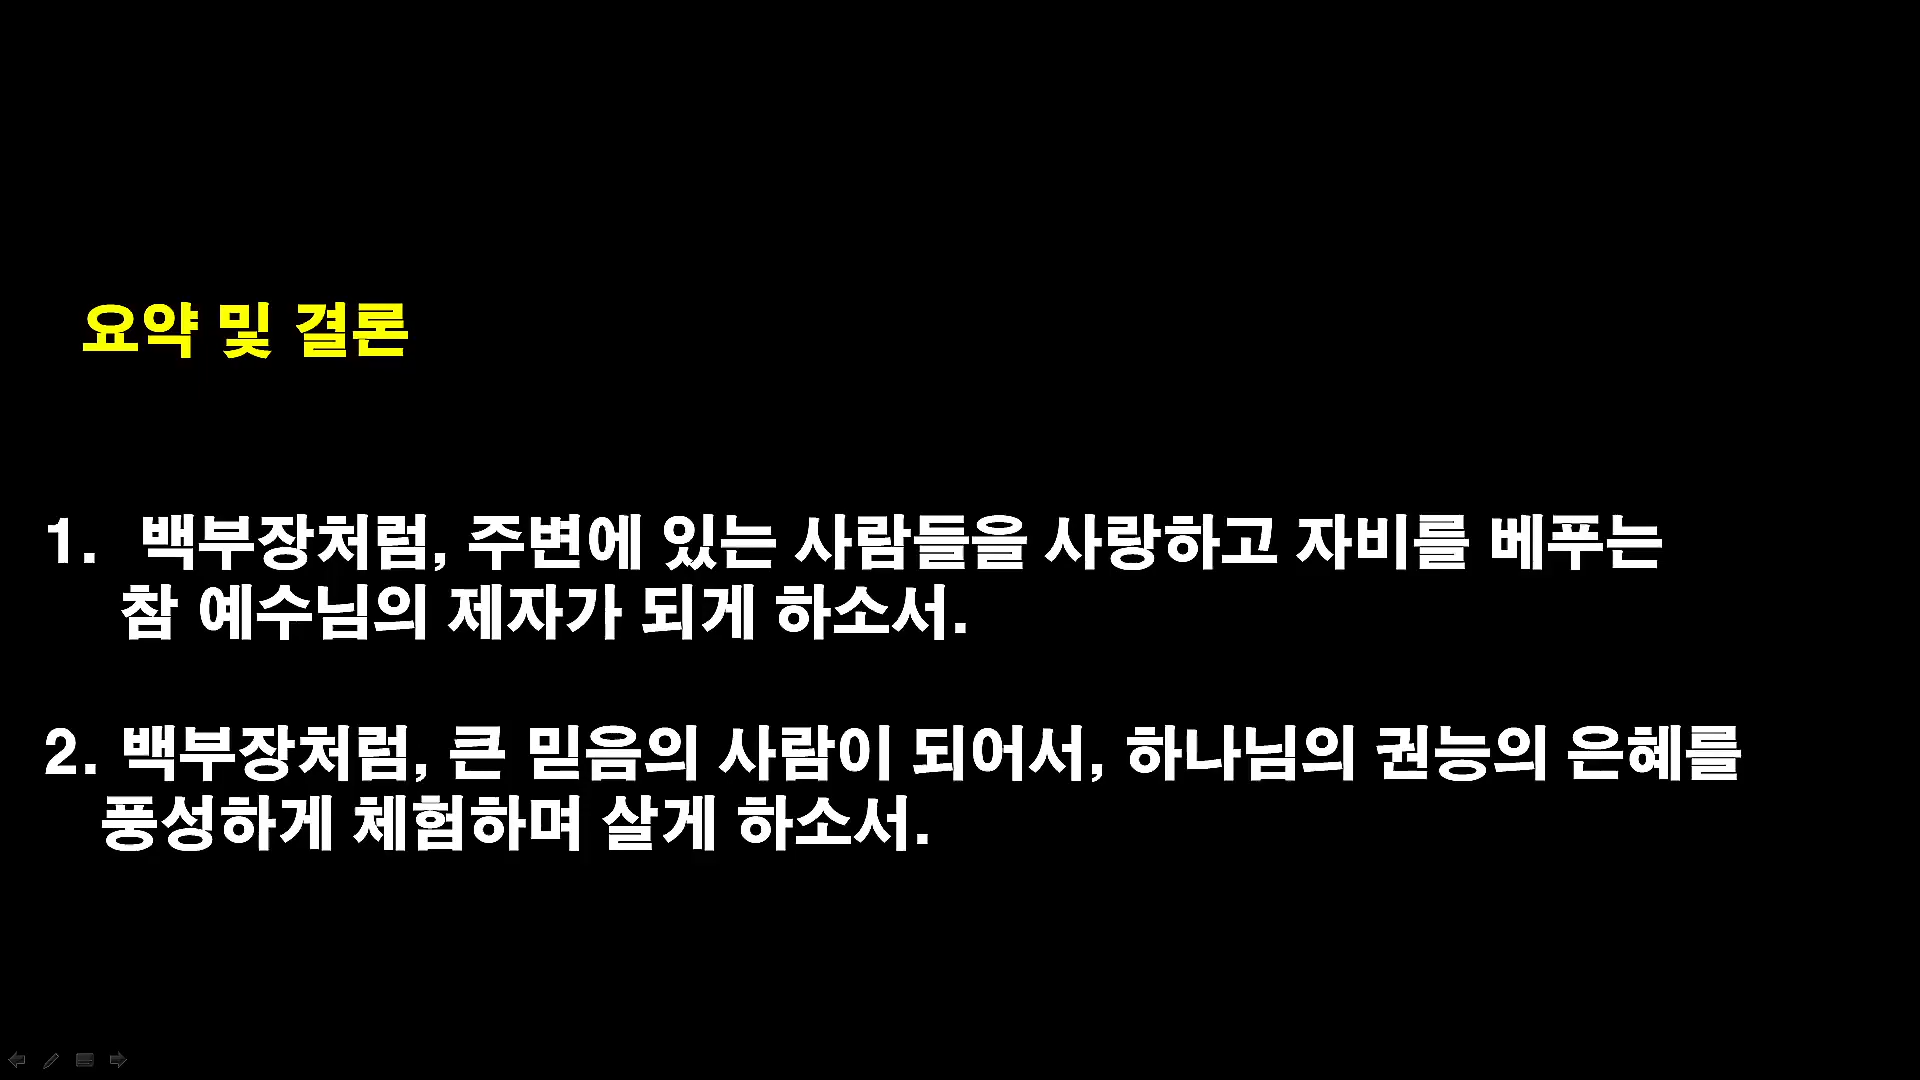 요약 및 결론
1. 백부장처럼, 주변에 있는 사람들을 사랑하고 자비를 베푸는
참 예수님의 제자가 되게 하소서.
2. 백부장처럼, 큰 믿음의 사람이 되어서, 하나님의 권능의 은혜를
풍성하게 체험하며 살게 하소서.